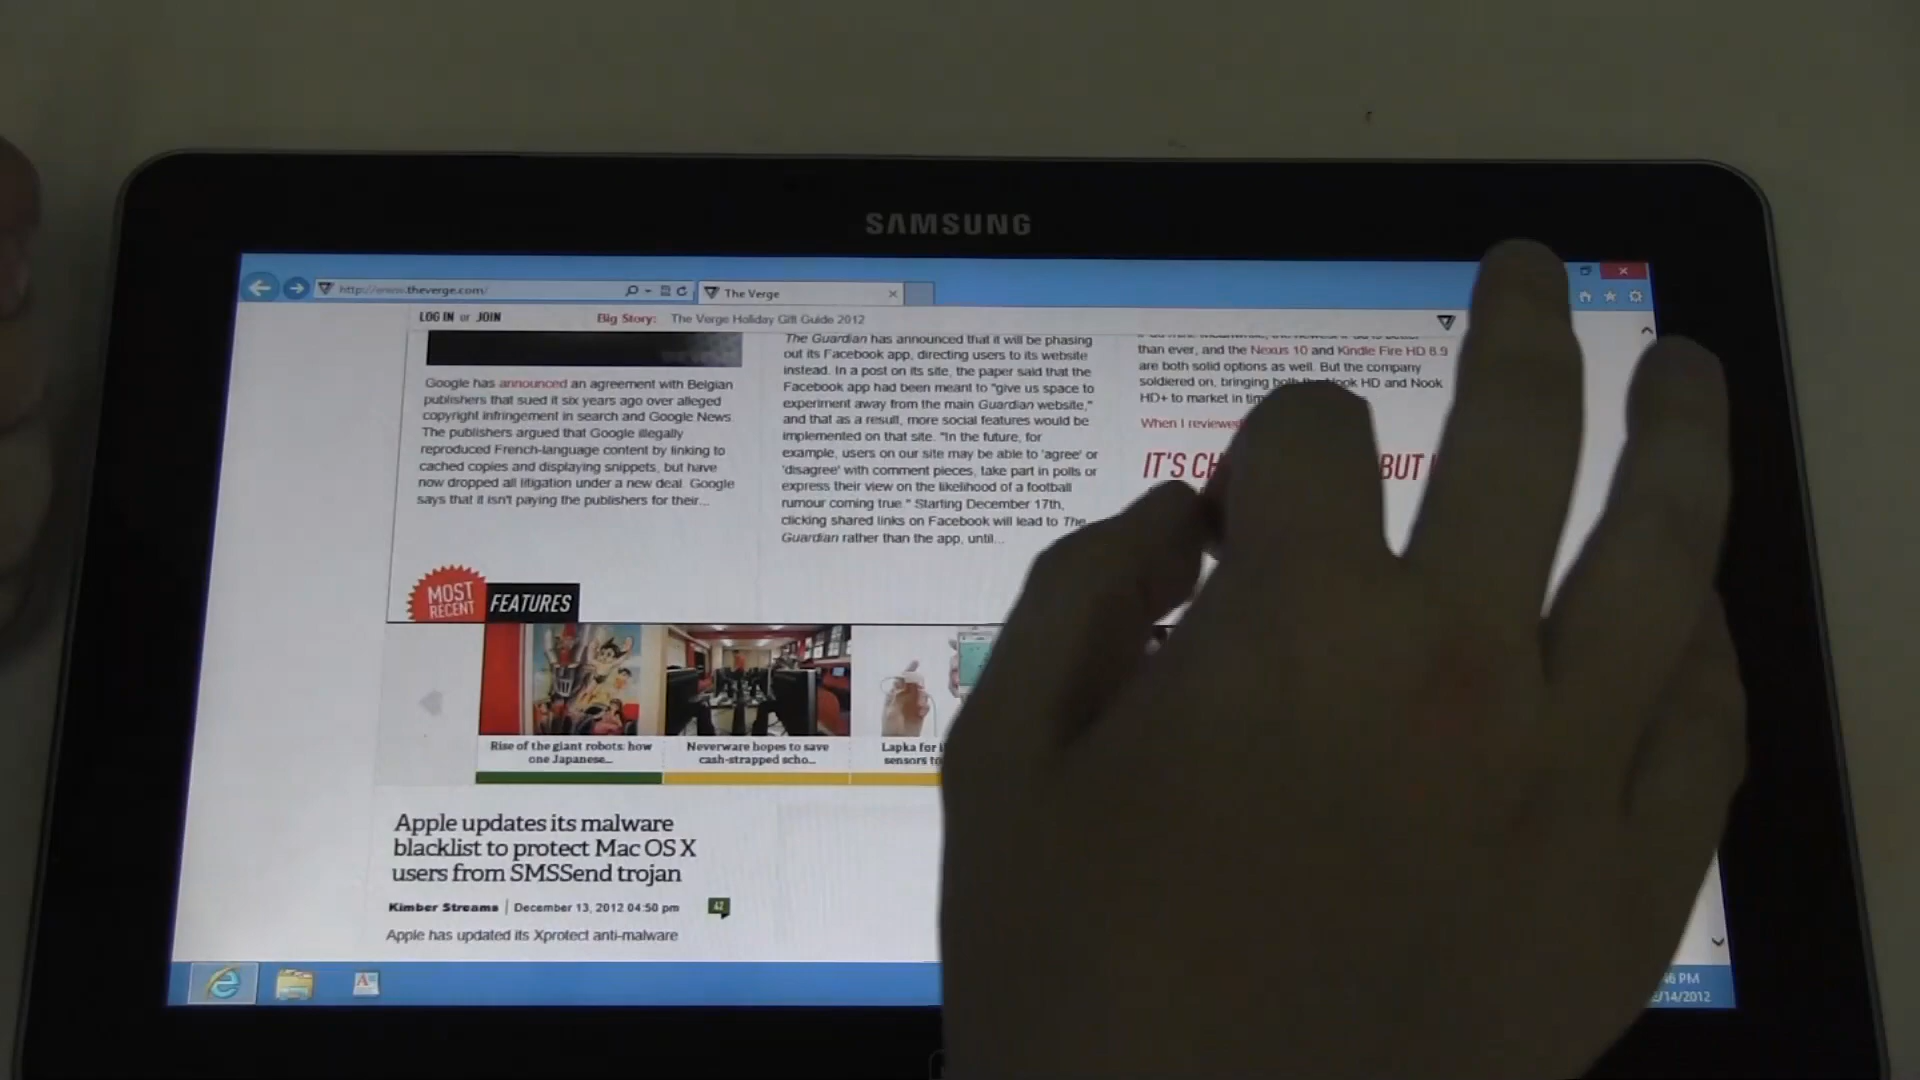 SAMSUNG
http://www.theverge.com/
The Verge
LOG IN or JOIN
Big Story: The Verge Holiday Gift Guide 2012
Google has announced an agreement with Belgian
publishers that sued it six years ago over alleged
copyright infringement in search and Google News.
The publishers argued that Google illegally
reproduced French-language content by linking to
cached copies and displaying snippets, but have
now dropped all litigation under a new deal. Google
says that it isn't paying the publishers for their...
The Guardian has announced that it will be phasing
out its Facebook app, directing users to its website
instead. In a post on its site, the paper said that the
Facebook app had been meant to "give us space to
experiment away from the main Guardian website,"
and that as a result, more social features would be
implemented on that site. "In the future, for
example, users on our site may be able to 'agree' or
'disagree' with comment pieces, take part in polls or
express their view on the likelihood of a football
rumour coming true." Starting December 17th,
clicking shared links on Facebook will lead to The
Guardian rather than the app, until...
than ever, and the Nexus 10 and Kindle Fire HD 8.9
are both solid options as well. But the company
soldiered on, bringing both the Nook HD and Nook
HD+ to market in
When I reviewed
IT'S BUT
MOST
RECENT
FEATURES
Rise of the giant robots: how
one Japanese...
Neverware hopes to save
cash-strapped scho...
Lapka for
sensors
Apple updates its malware
blacklist to protect Mac OS X
users from SMSSend trojan
Kimber Streams | December 13, 2012 04:50 pm
42
Apple has updated its Xprotect anti-malware
46 PM
/14/2012